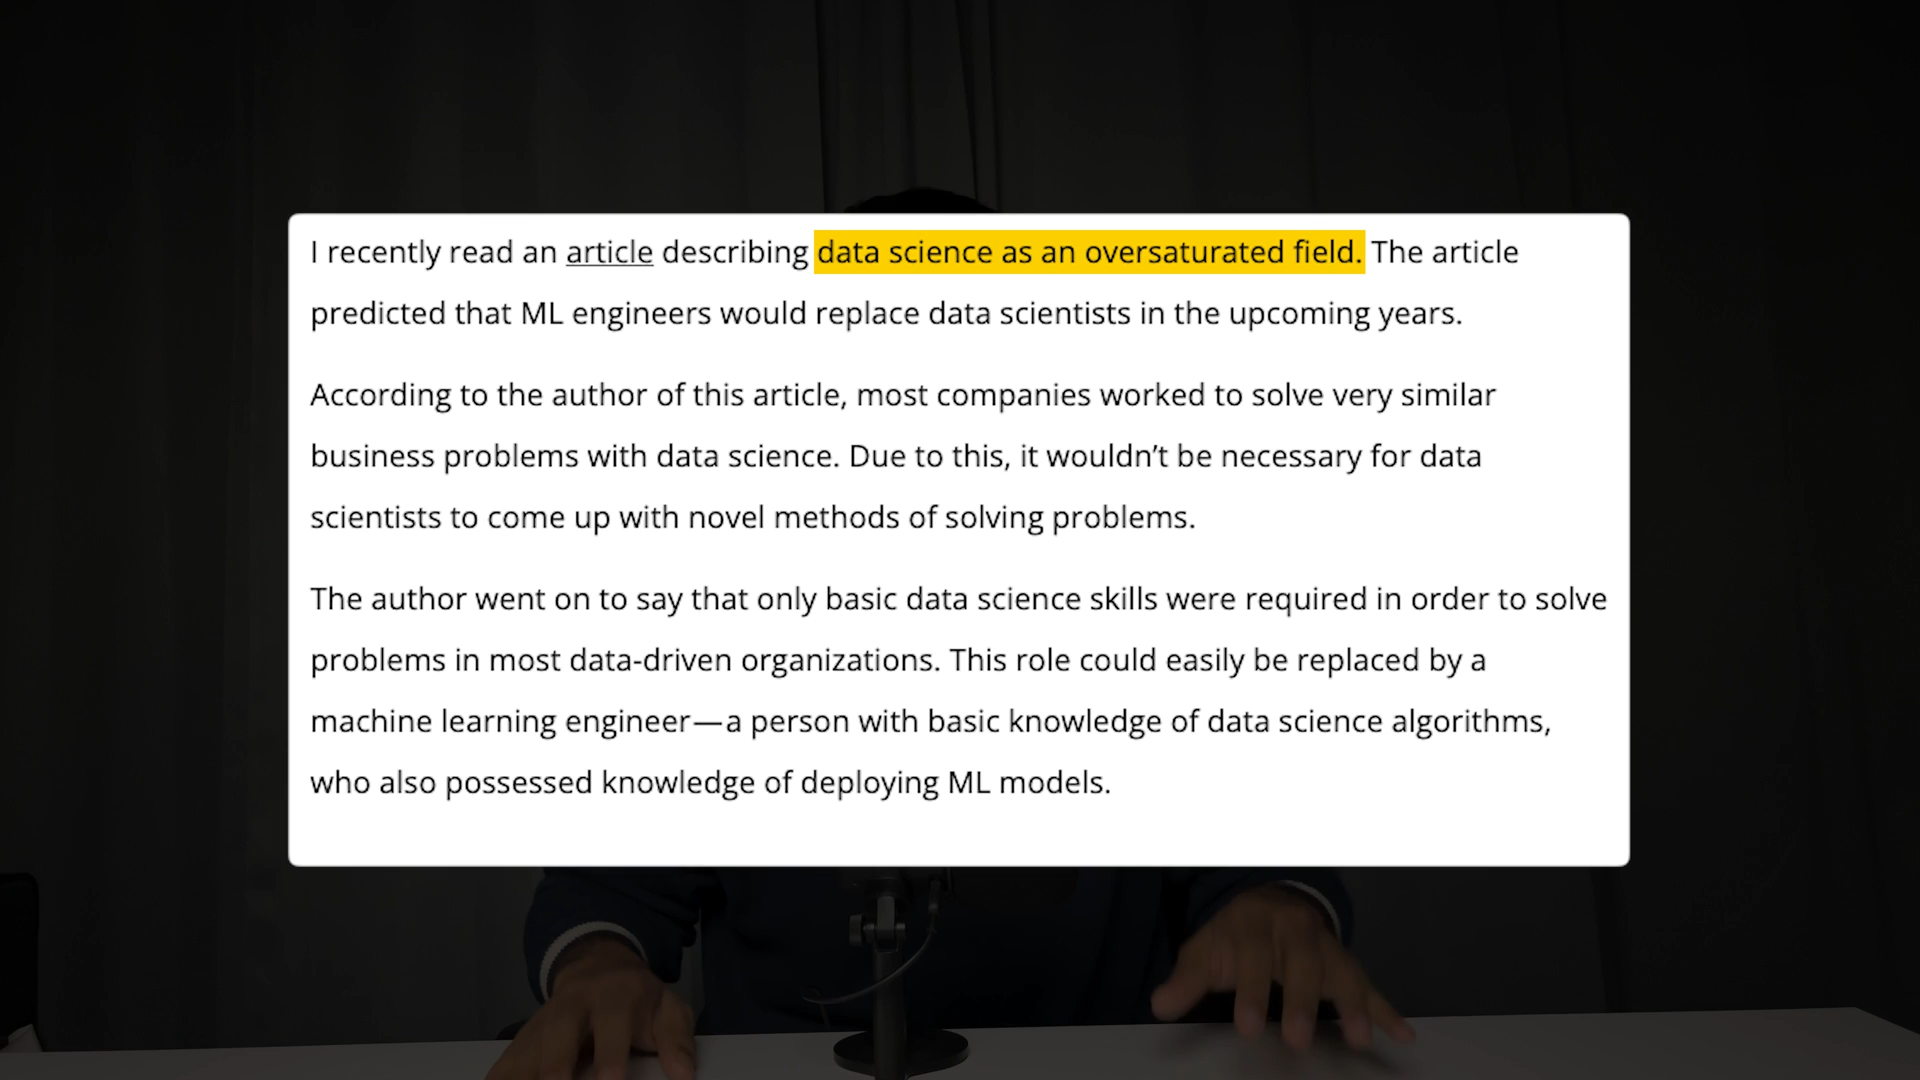 I recently read an article describing data science as an oversaturated field. The article
predicted that ML engineers would replace data scientists in the upcoming years.
According to the author of this article, most companies worked to solve very similar
business problems with data science. Due to this, it wouldn’t be necessary for data
scientists to come up with novel methods of solving problems.
The author went on to say that only basic data science skills were required in order to solve
problems in most data-driven organizations. This role could easily be replaced by a
machine learning engineer—a person with basic knowledge of data science algorithms,
who also possessed knowledge of deploying ML models.